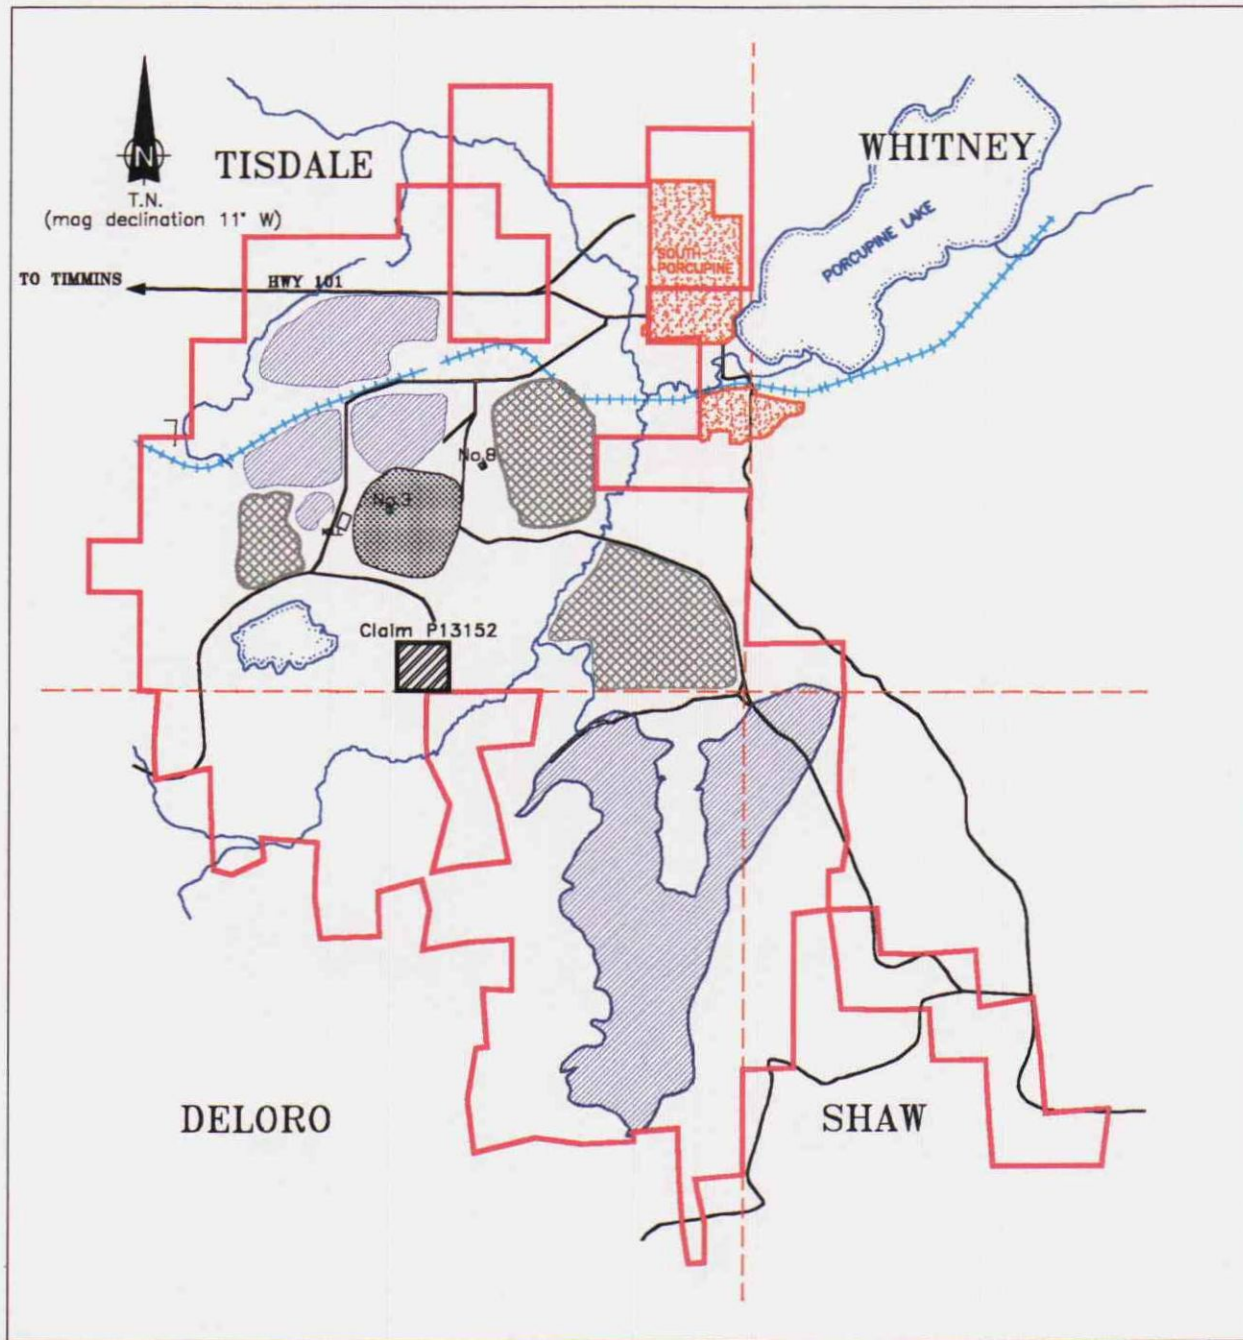 TISDALE
WHITNEY
N
T.N.
(mag declination 11° W)
TO TIMMINS
HWY 101
SOUTH
PORCUPINE
PORCUPINE LAKE
No.8
No.3
Claim P13152
DELORO
SHAW